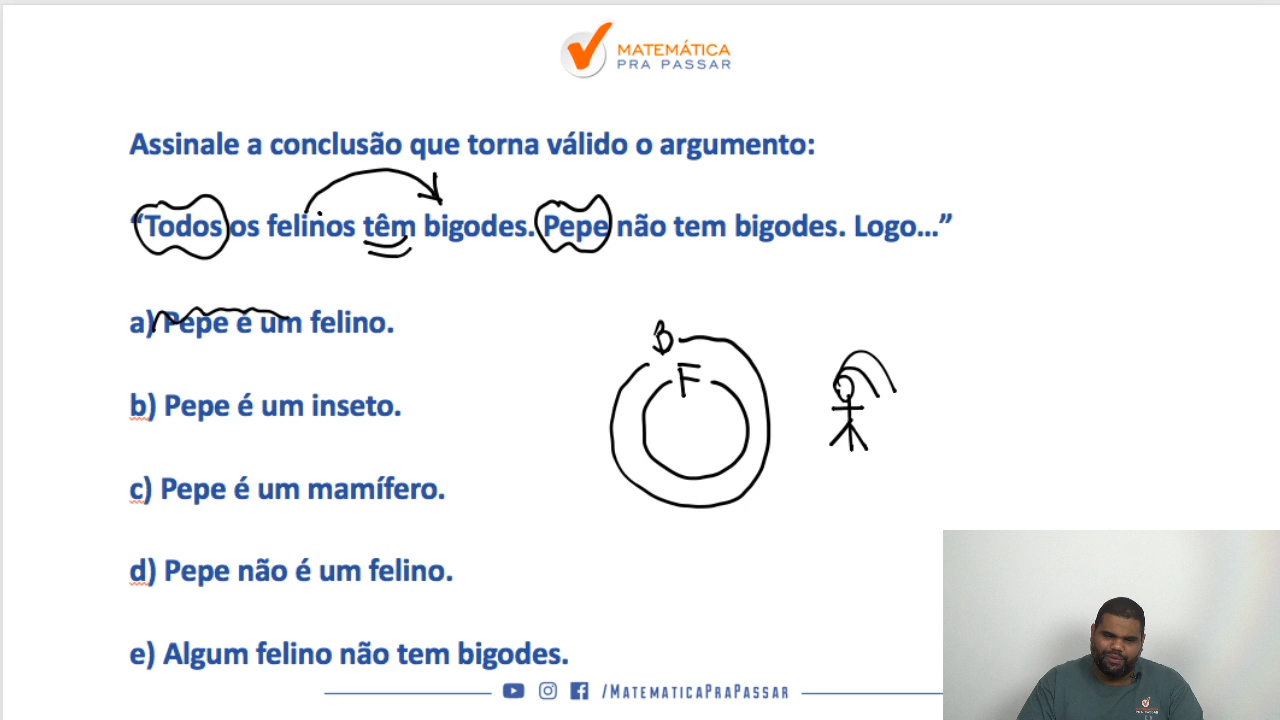 MATEMÁTICA
PRA PASSAR
Assinale a conclusão que torna válido o argumento:
“Todos os felinos têm bigodes. Pepe não tem bigodes. Logo...”
a) Pepe é um felino.
B
F
b) Pepe é um inseto.
c) Pepe é um mamífero.
d) Pepe não é um felino.
e) Algum felino não tem bigodes.
/MATEMATICAPRAPASSAR